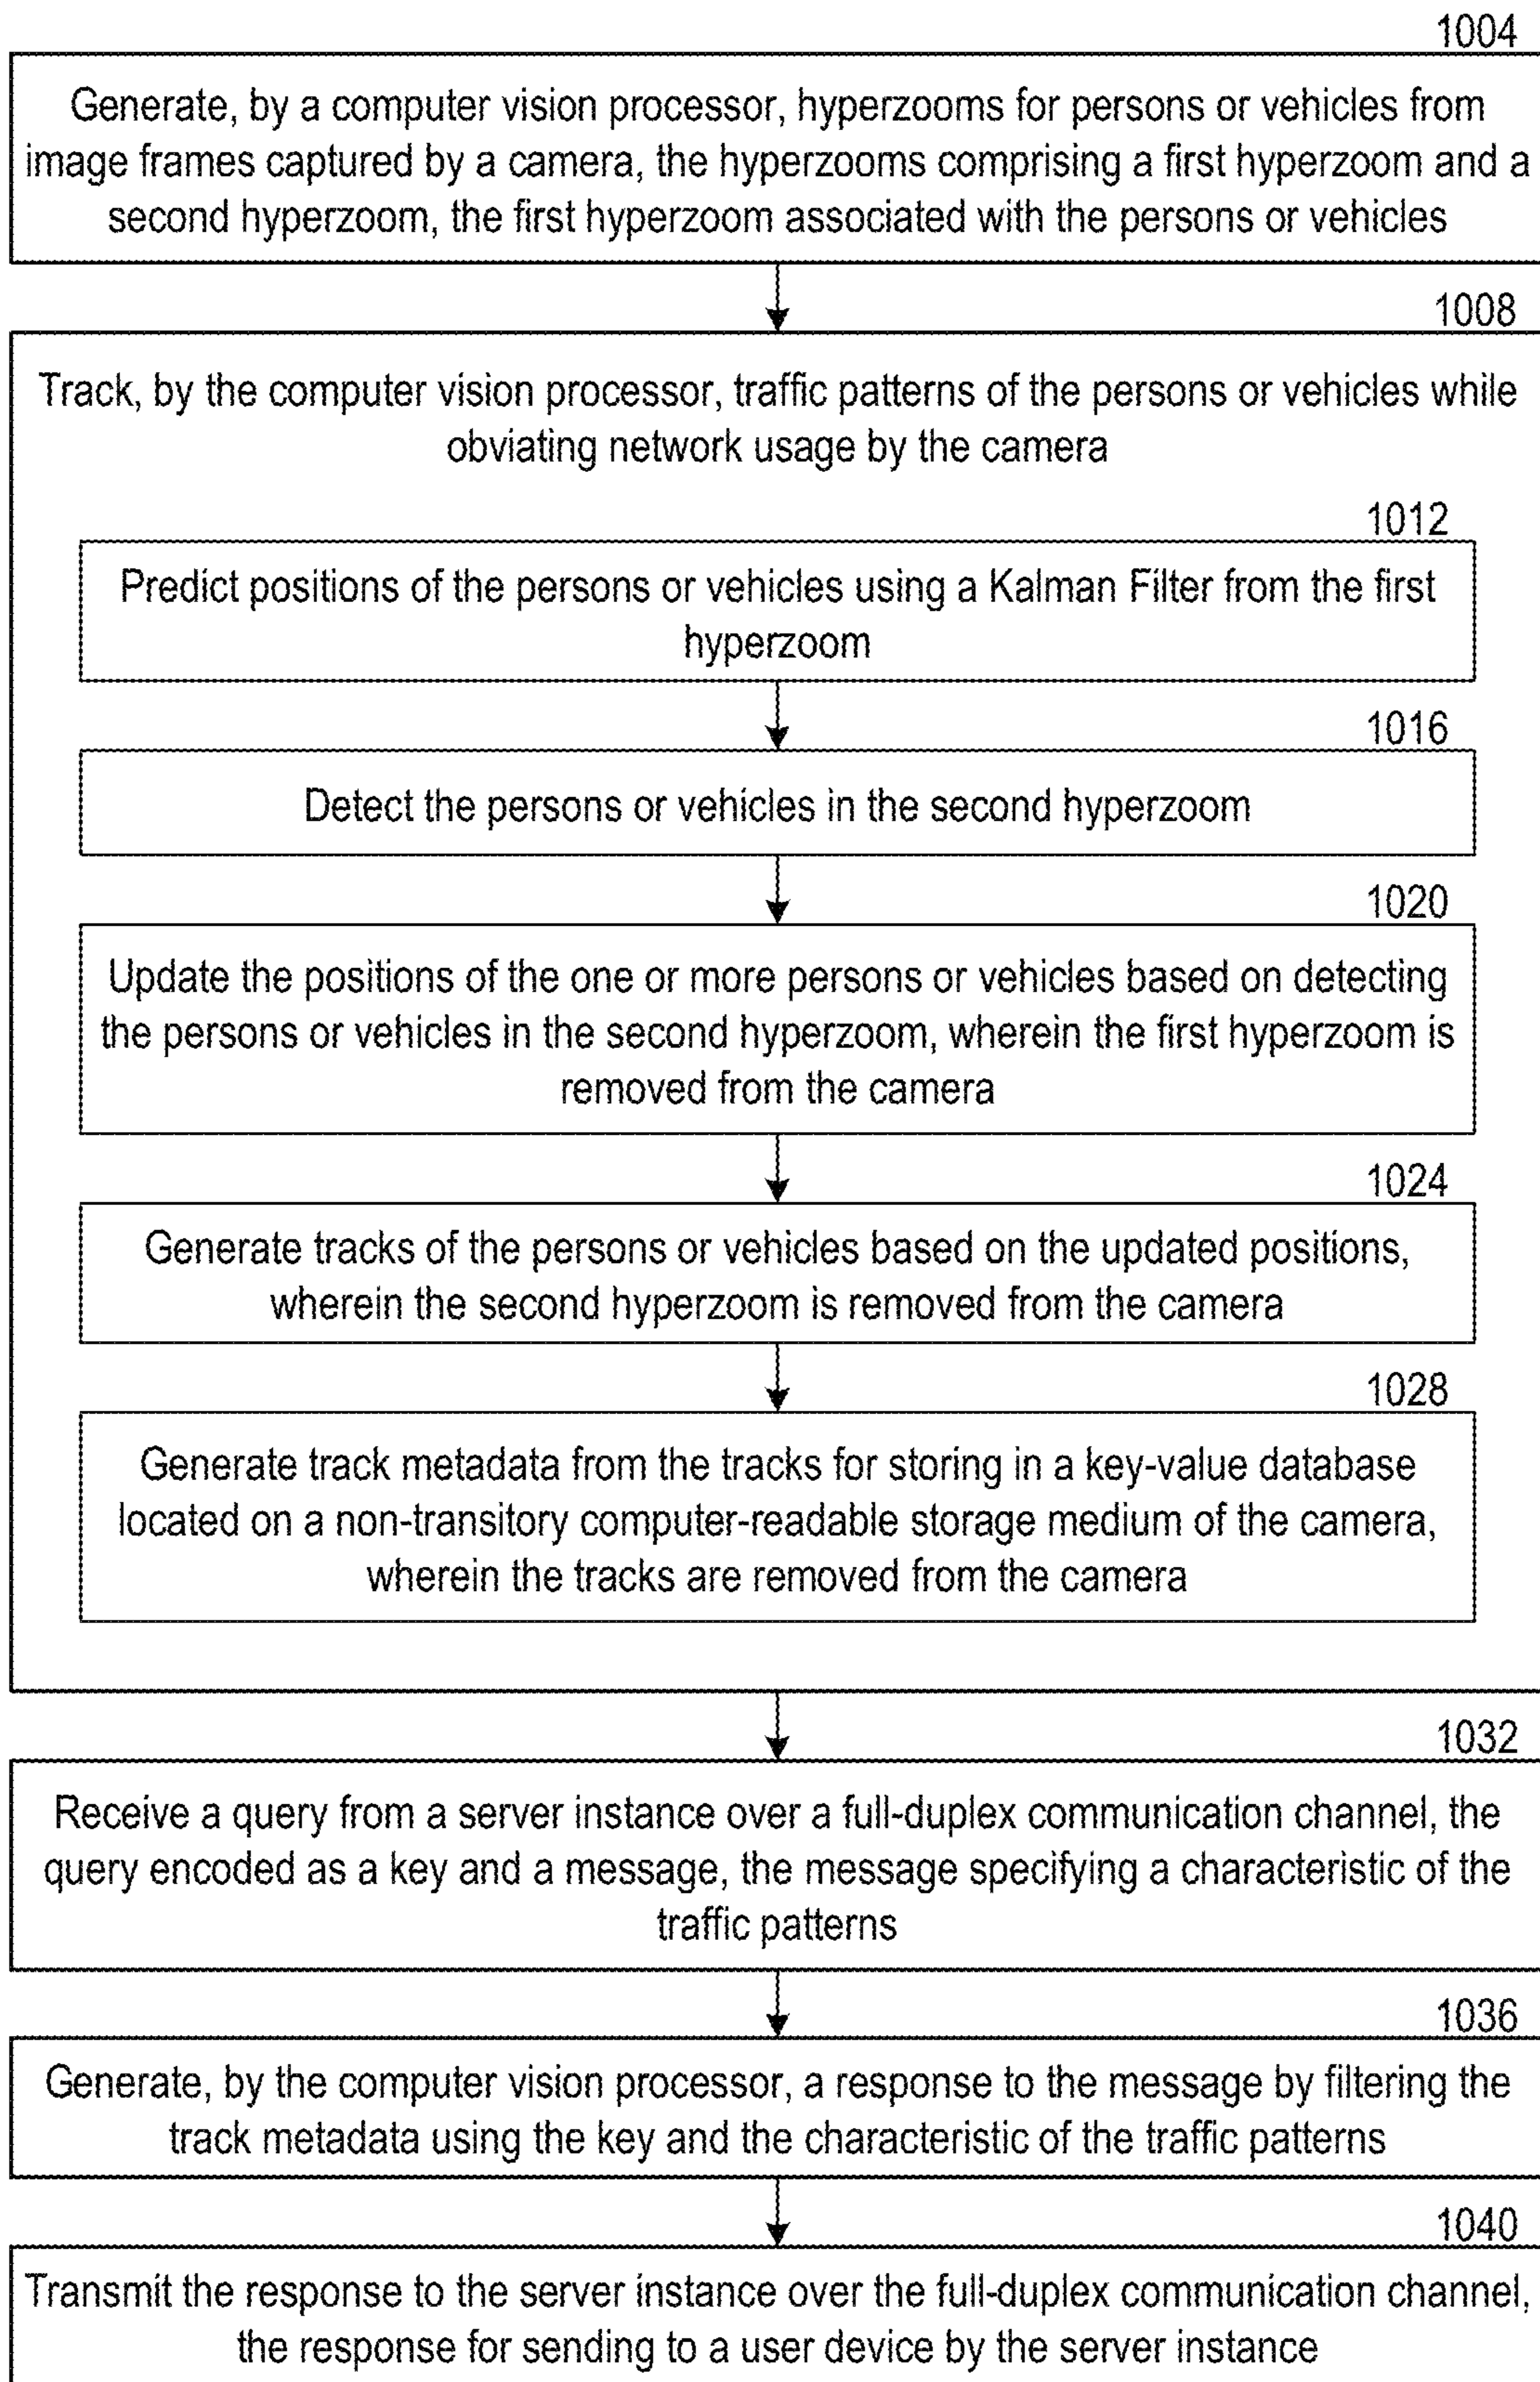 1004
Generate, by a computer vision processor, hyperzooms for persons or vehicles from
image frames captured by a camera, the hyperzooms comprising a first hyperzoom and a
second hyperzoom, the first hyperzoom associated with the persons or vehicles
1008
Track, by the computer vision processor, traffic patterns of the persons or vehicles while
obviating network usage by the camera
1012
Predict positions of the persons or vehicles using a Kalman Filter from the first
hyperzoom
1016
Detect the persons or vehicles in the second hyperzoom
1020
Update the positions of the one or more persons or vehicles based on detecting
the persons or vehicles in the second hyperzoom, wherein the first hyperzoom is
removed from the camera
1024
Generate tracks of the persons or vehicles based on the updated positions,
wherein the second hyperzoom is removed from the camera
1028
Generate track metadata from the tracks for storing in a key-value database
located on a non-transitory computer-readable storage medium of the camera,
wherein the tracks are removed from the camera
1032
Receive a query from a server instance over a full-duplex communication channel, the
query encoded as a key and a message, the message specifying a characteristic of the
traffic patterns
1036
Generate, by the computer vision processor, a response to the message by filtering the
track metadata using the key and the characteristic of the traffic patterns
1040
Transmit the response to the server instance over the full-duplex communication channel,
the response for sending to a user device by the server instance